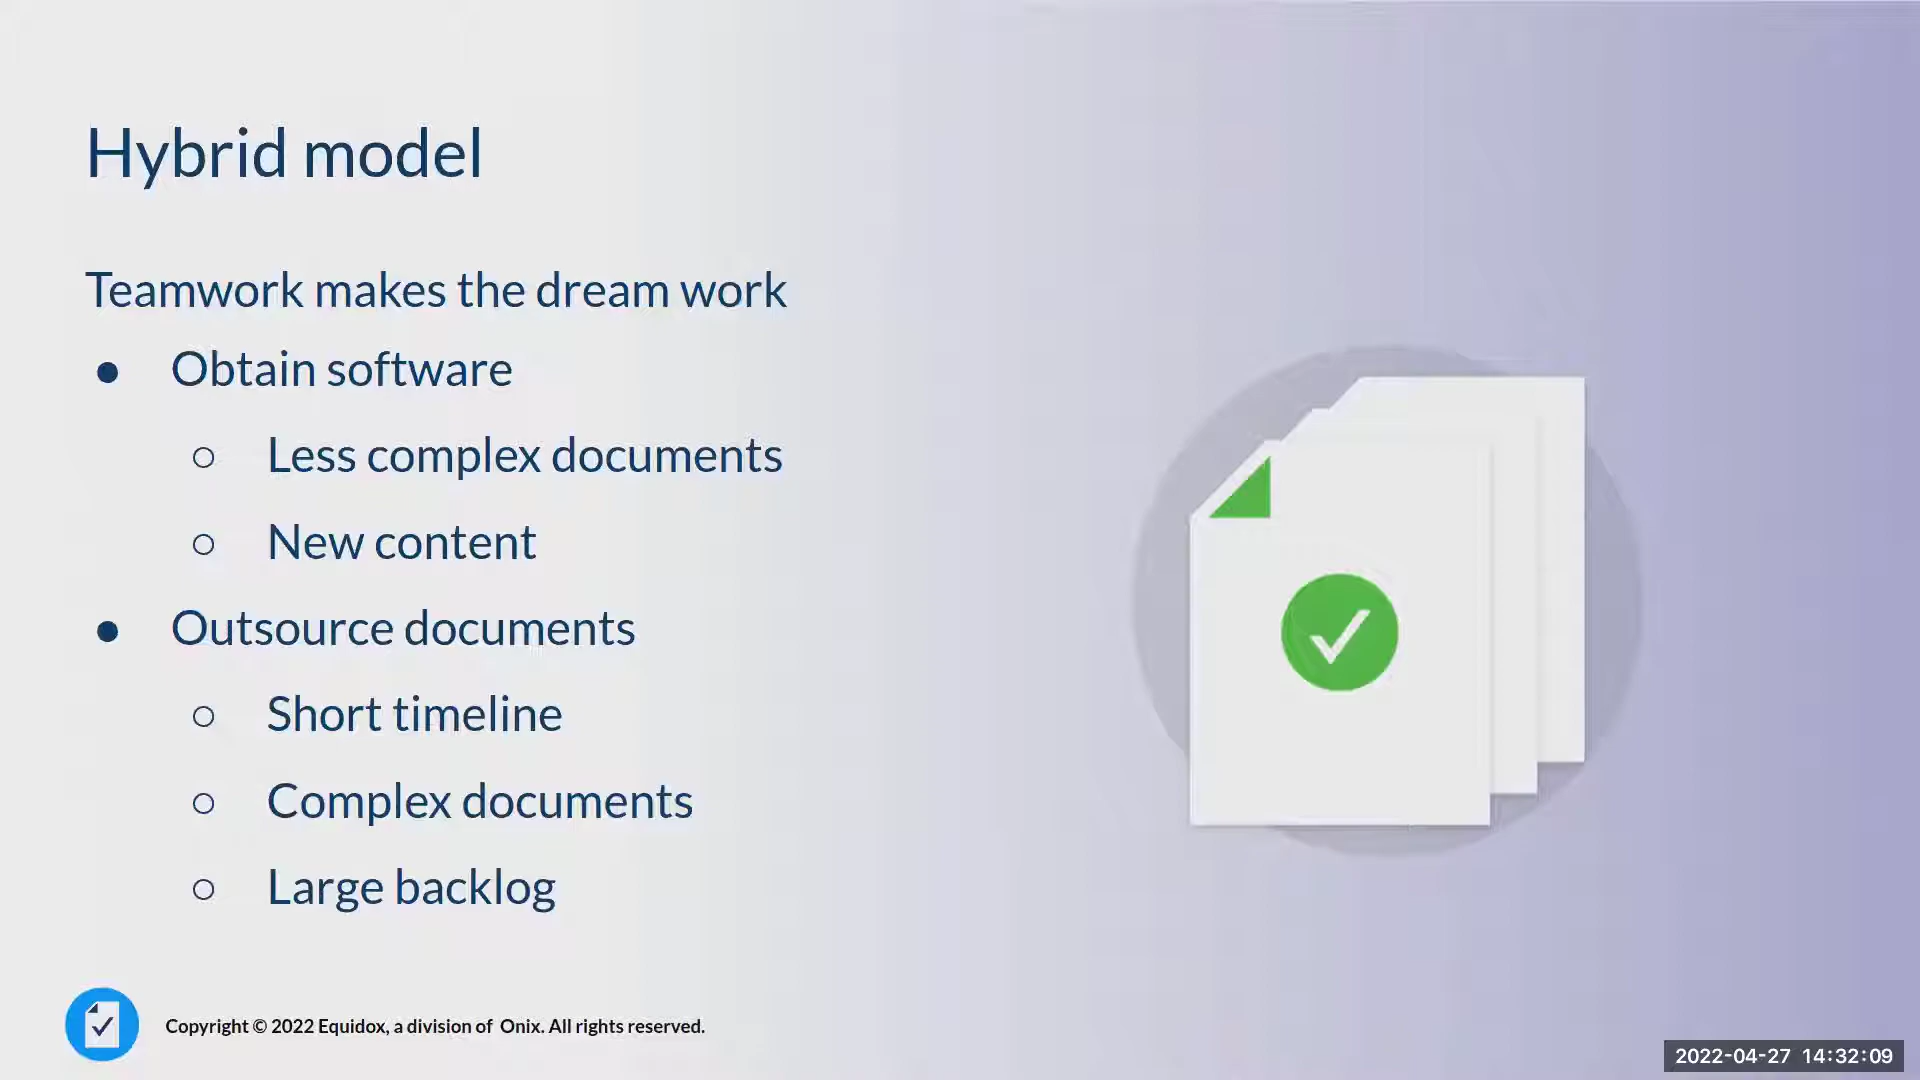 Hybrid model
Teamwork makes the dream work
● Obtain software
○ Less complex documents
○ New content
● Outsource documents
○ Short timeline
○ Complex documents
○ Large backlog
Copyright © 2022 Equidox, a division of Onix. All rights reserved.
2022-04-27 14:32:09